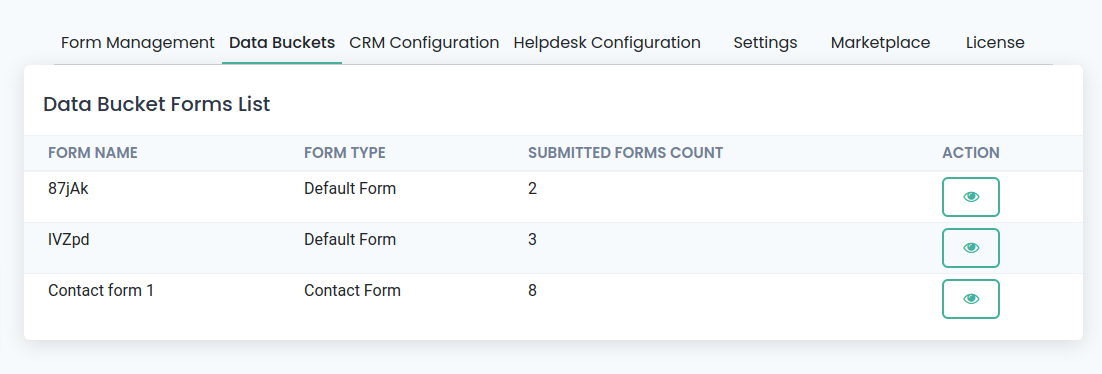 Form Management Data Buckets CRM Configuration Helpdesk Configuration Settings Marketplace License
Data Bucket Forms List
FORM NAME FORM TYPE SUBMITTED FORMS COUNT ACTION
87jAk Default Form 2
IVZpd Default Form 3
Contact form 1 Contact Form 8